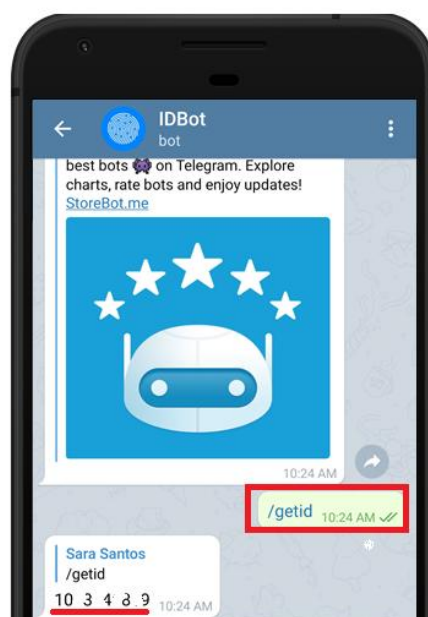 IDBot
bot
best bots 👾 on Telegram. Explore
charts, rate bots and enjoy updates!
StoreBot.me
10:24 AM
/getid 10:24 AM
Sara Santos
/getid
10:24 AM